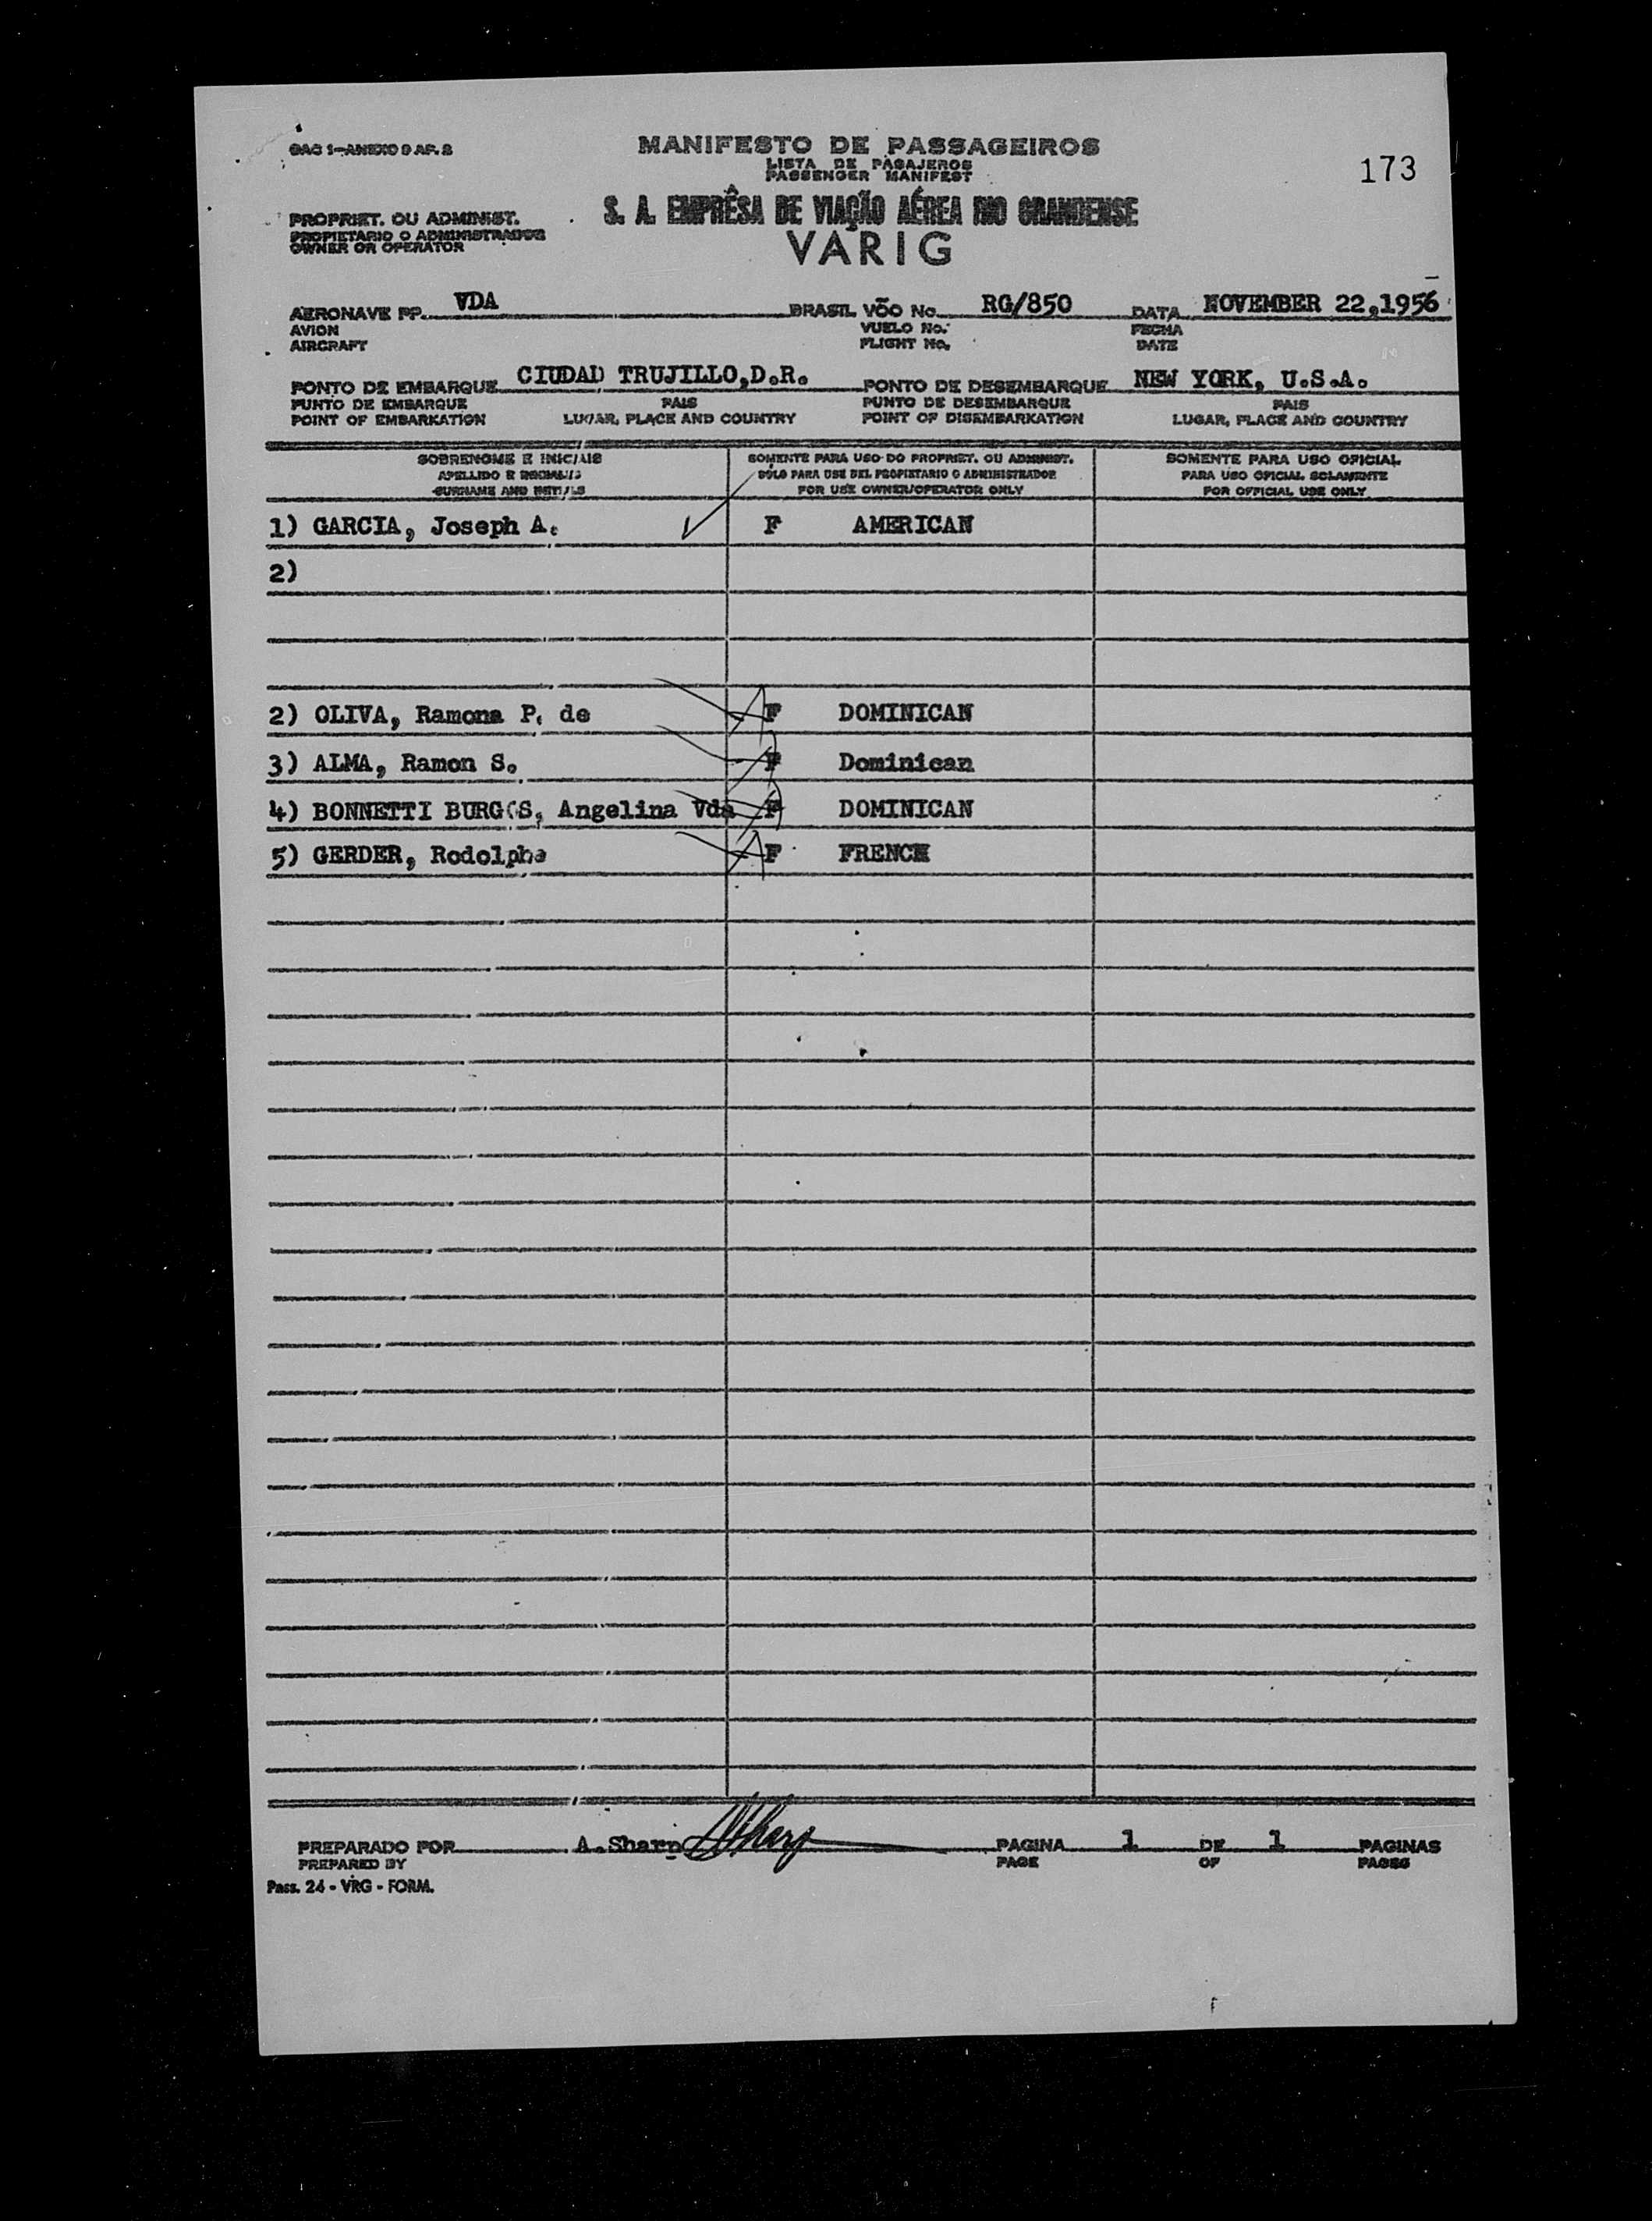 OAC 1-ANEXO 9 AP. 2
MANIFESTO DE PASSAGEIROS
LISTA DE PASAJEROS
PASSENGER MANIFEST
173
PROPRIET. OU ADMINIST.
PROPIETARIO O ADMINISTRADOR
OWNER OR OPERATOR
S. A. EMPRÊSA DE VIAÇÃO AÉREA RIO GRANDENSE
VARIG
AERONAVE PP. VDA BRASIL VÕO No. RG/850 DATA NOVEMBER 22,1956
AVION VUELO No. FECHA
AIRCRAFT FLIGHT No. DATE
PONTO DE EMBARQUE CIUDAD TRUJILLO,D.R. PONTO DE DESEMBARQUE NEW YORK, U.S.A.
PUNTO DE EMBARQUE PAIS PUNTO DE DESEMBARQUE PAIS
POINT OF EMBARKATION LUGAR, PLACE AND COUNTRY POINT OF DISEMBARKATION LUGAR, PLACE AND COUNTRY
SOBRENOME E INICIAIS SOMENTE PARA USO DO PROPRIET. OU ADMINIST. SOMENTE PARA USO OFICIAL
APELLIDO E INICIALES SOLO PARA USE DEL PROPIETARIO O ADMINISTRADOR PARA USO OFICIAL SOLAMENTE
SURNAME AND INITIALS FOR USE OWNER/OPERATOR ONLY FOR OFFICIAL USE ONLY
1) GARCIA, Joseph A. F AMERICAN
2)
2) OLIVA, Ramona P. de F DOMINICAN
3) ALMA, Ramon S. F Dominican
4) BONNETTI BURGOS, Angelina Vda F DOMINICAN
5) GERDER, Rodolphe F FRENCH
PREPARADO POR A. Sharp ASharp PAGINA 1 DE 1 PAGINAS
PREPARED BY PAGE OF PAGES
Pass. 24 - VRG - FORM.